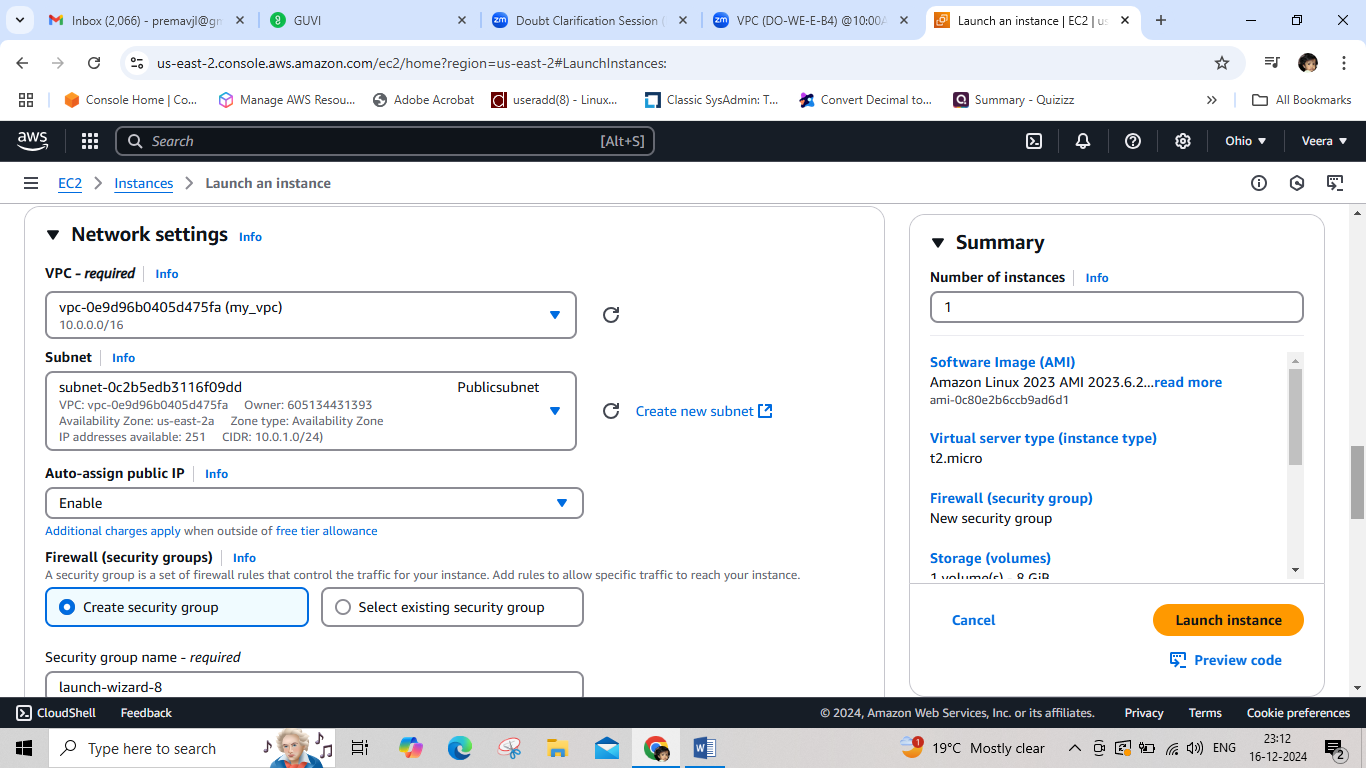 Inbox (2,066) - premavjl@gm
GUVI
Doubt Clarification Session (
VPC (DO-WE-E-B4) @10:00A
Launch an instance | EC2 | us
us-east-2.console.aws.amazon.com/ec2/home?region=us-east-2#LaunchInstances:
Console Home | Co...
Manage AWS Resou...
Adobe Acrobat
useradd(8) - Linux...
Classic SysAdmin: T...
Convert Decimal to...
Summary - Quizizz
All Bookmarks
aws
Search
[Alt+S]
Ohio
Veera
EC2
Instances
Launch an instance
Network settings Info
VPC - required Info
vpc-0e9d96b0405d475fa (my_vpc)
10.0.0.0/16
Subnet Info
subnet-0c2b5edb3116f09dd Publicsubnet
VPC: vpc-0e9d96b0405d475fa Owner: 605134431393
Availability Zone: us-east-2a Zone type: Availability Zone
IP addresses available: 251 CIDR: 10.0.1.0/24)
Create new subnet
Auto-assign public IP Info
Enable
Additional charges apply when outside of free tier allowance
Firewall (security groups) Info
A security group is a set of firewall rules that control the traffic for your instance. Add rules to allow specific traffic to reach your instance.
Create security group
Select existing security group
Security group name - required
launch-wizard-8
Summary
Number of instances Info
1
Software Image (AMI)
Amazon Linux 2023 AMI 2023.6.2...read more
ami-0c80e2b6ccb9ad6d1
Virtual server type (instance type)
t2.micro
Firewall (security group)
New security group
Storage (volumes)
1 volume(s) - 8 GiB
Cancel
Launch instance
Preview code
CloudShell
Feedback
© 2024, Amazon Web Services, Inc. or its affiliates.
Privacy
Terms
Cookie preferences
Type here to search
1
19°C Mostly clear
ENG
23:12
16-12-2024
2